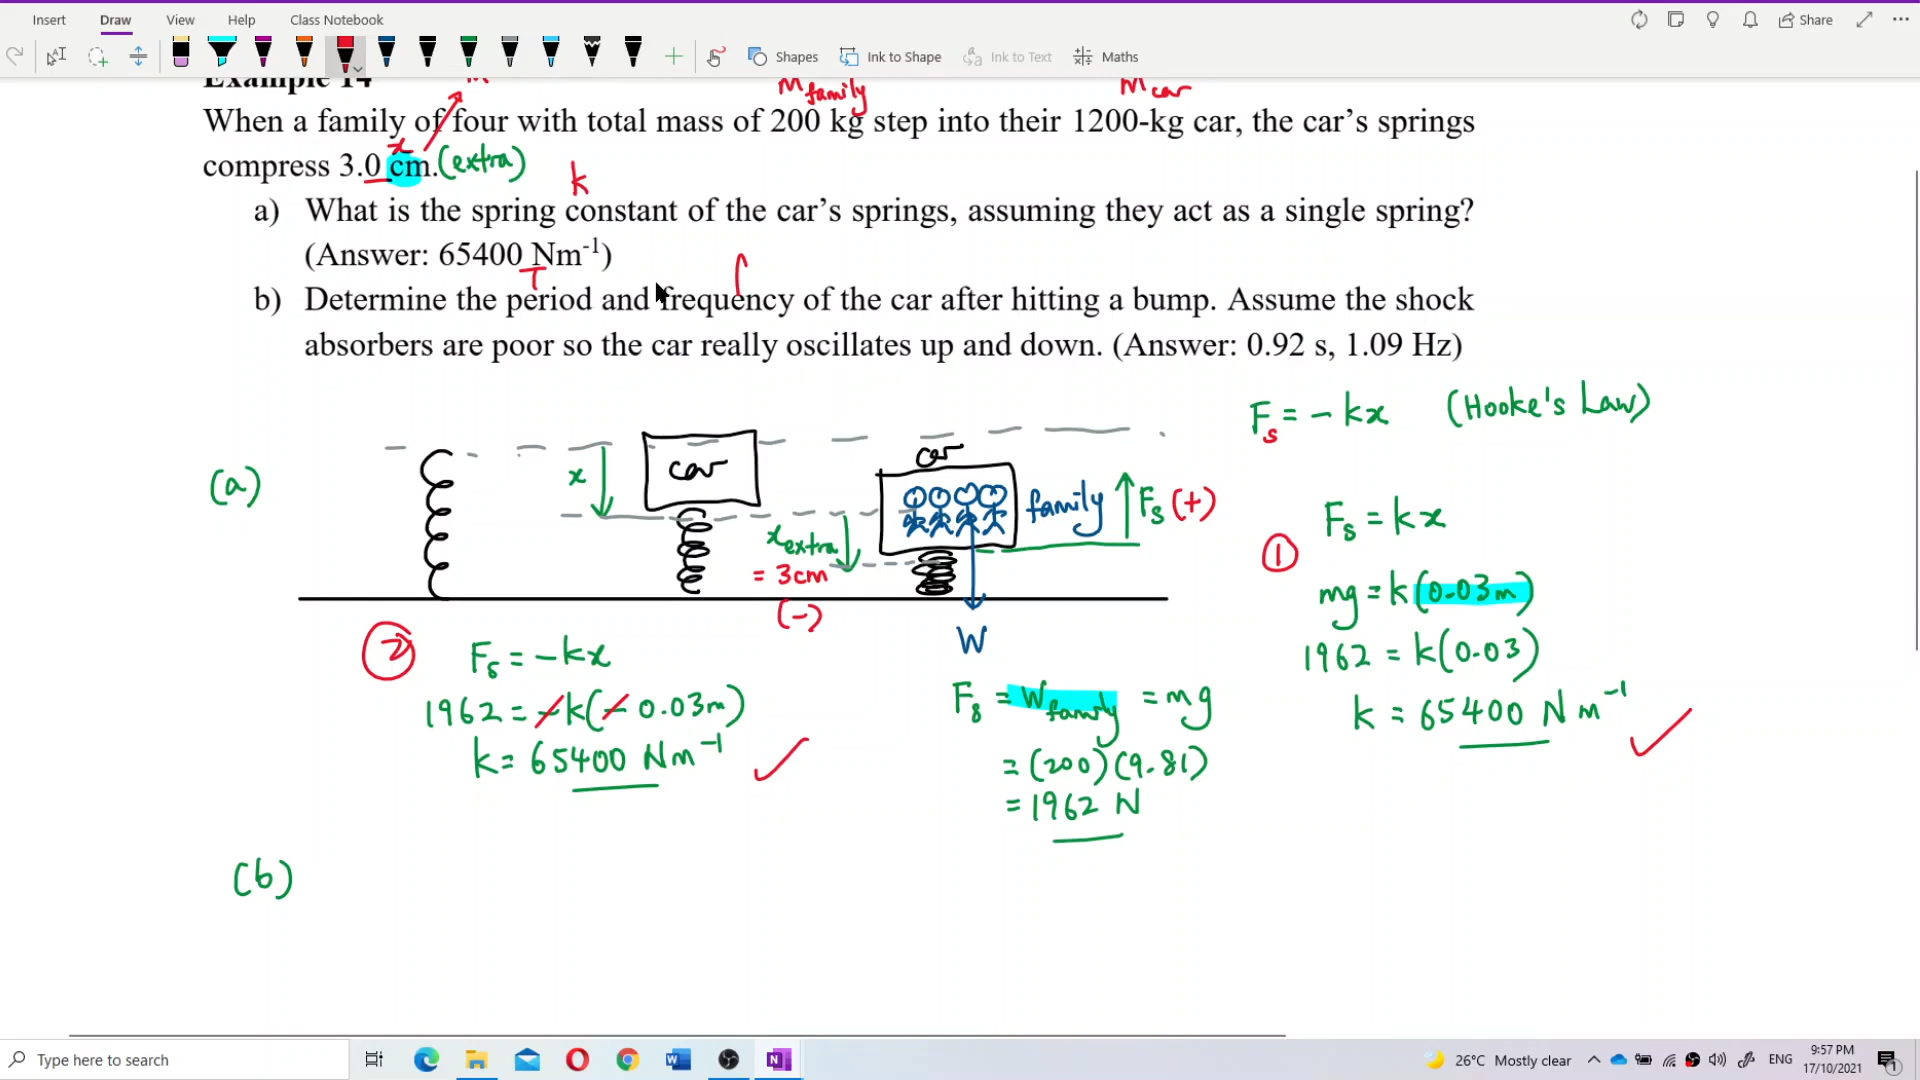 Insert Draw View Help Class Notebook
Share
Shapes Ink to Shape Ink to Text Maths
Example 14
M family M car
When a family of four with total mass of 200 kg step into their 1200-kg car, the car's springs
x
compress 3.0 cm. (extra)
k
a) What is the spring constant of the car's springs, assuming they act as a single spring?
(Answer: 65400 Nm-1)
T
b) Determine the period and frequency of the car after hitting a bump. Assume the shock
absorbers are poor so the car really oscillates up and down. (Answer: 0.92 s, 1.09 Hz)
Fs = - kx (Hooke's Law)
(a)
x
car
car
family
Fs (+)
x extra
= 3cm
(-)
W
Fs = kx
①
mg = k(0.03m)
1962 = k(0.03)
k = 65400 N m-1
②
Fs = -kx
1962 = -k(-0.03m)
k = 65400 Nm-1
Fs = W family = mg
= (200)(9.81)
= 1962 N
(b)
Type here to search
26°C Mostly clear
ENG
9:57 PM
17/10/2021
1